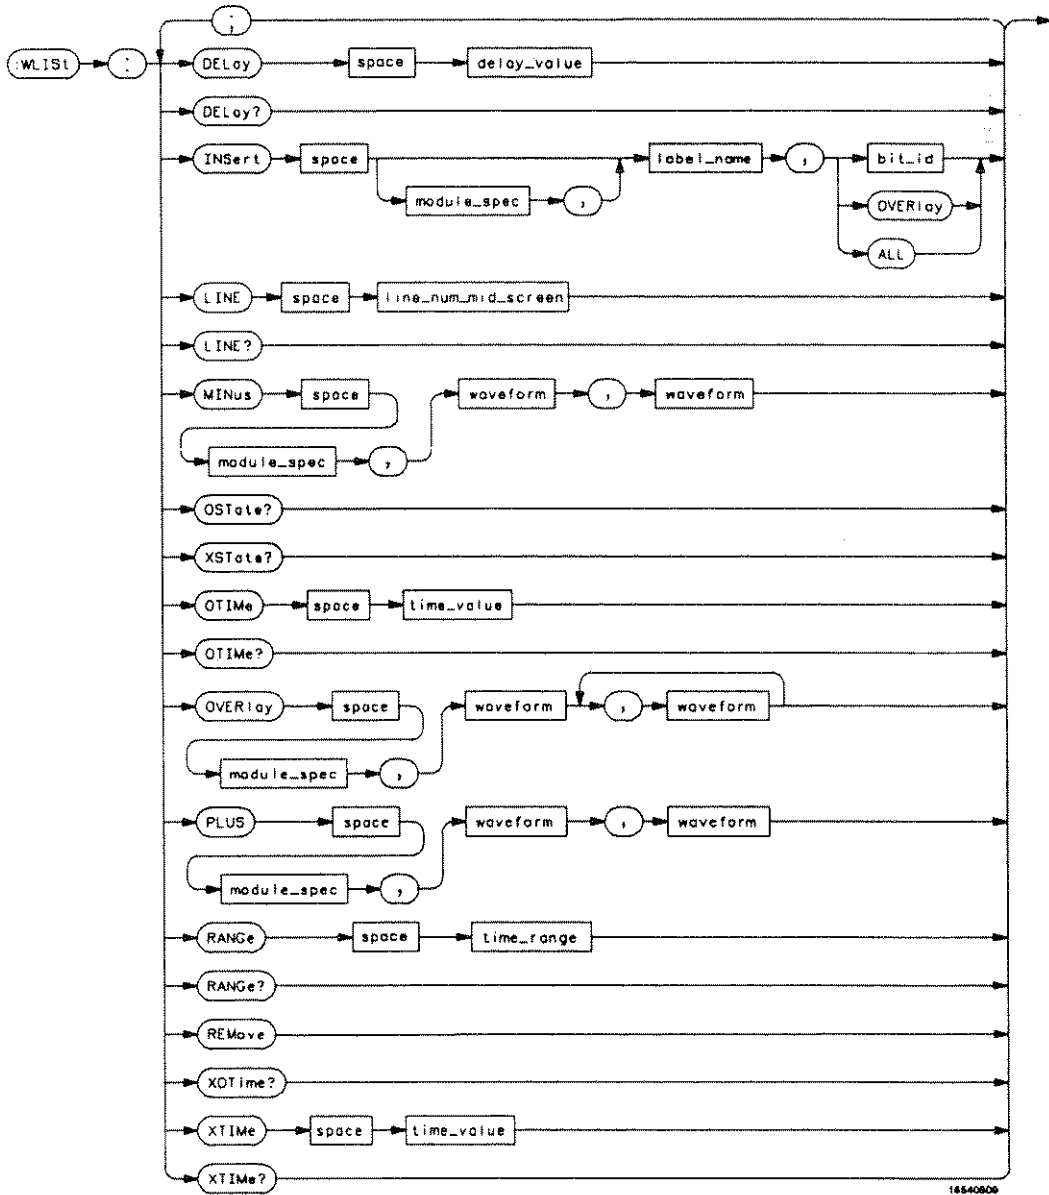 ;
:WLISt : DELay space delay_value
DELay?
INSert space label_name , bit_id
module_spec , OVERlay
ALL
LINE space line_num_mid_screen
LINE?
MINus space waveform , waveform
module_spec ,
OSTate?
XSTate?
OTIMe space time_value
OTIMe?
OVERlay space waveform , waveform
module_spec ,
PLUS space waveform , waveform
module_spec ,
RANGe space time_range
RANGe?
REMove
XOTime?
XTIMe space time_value
XTIMe?